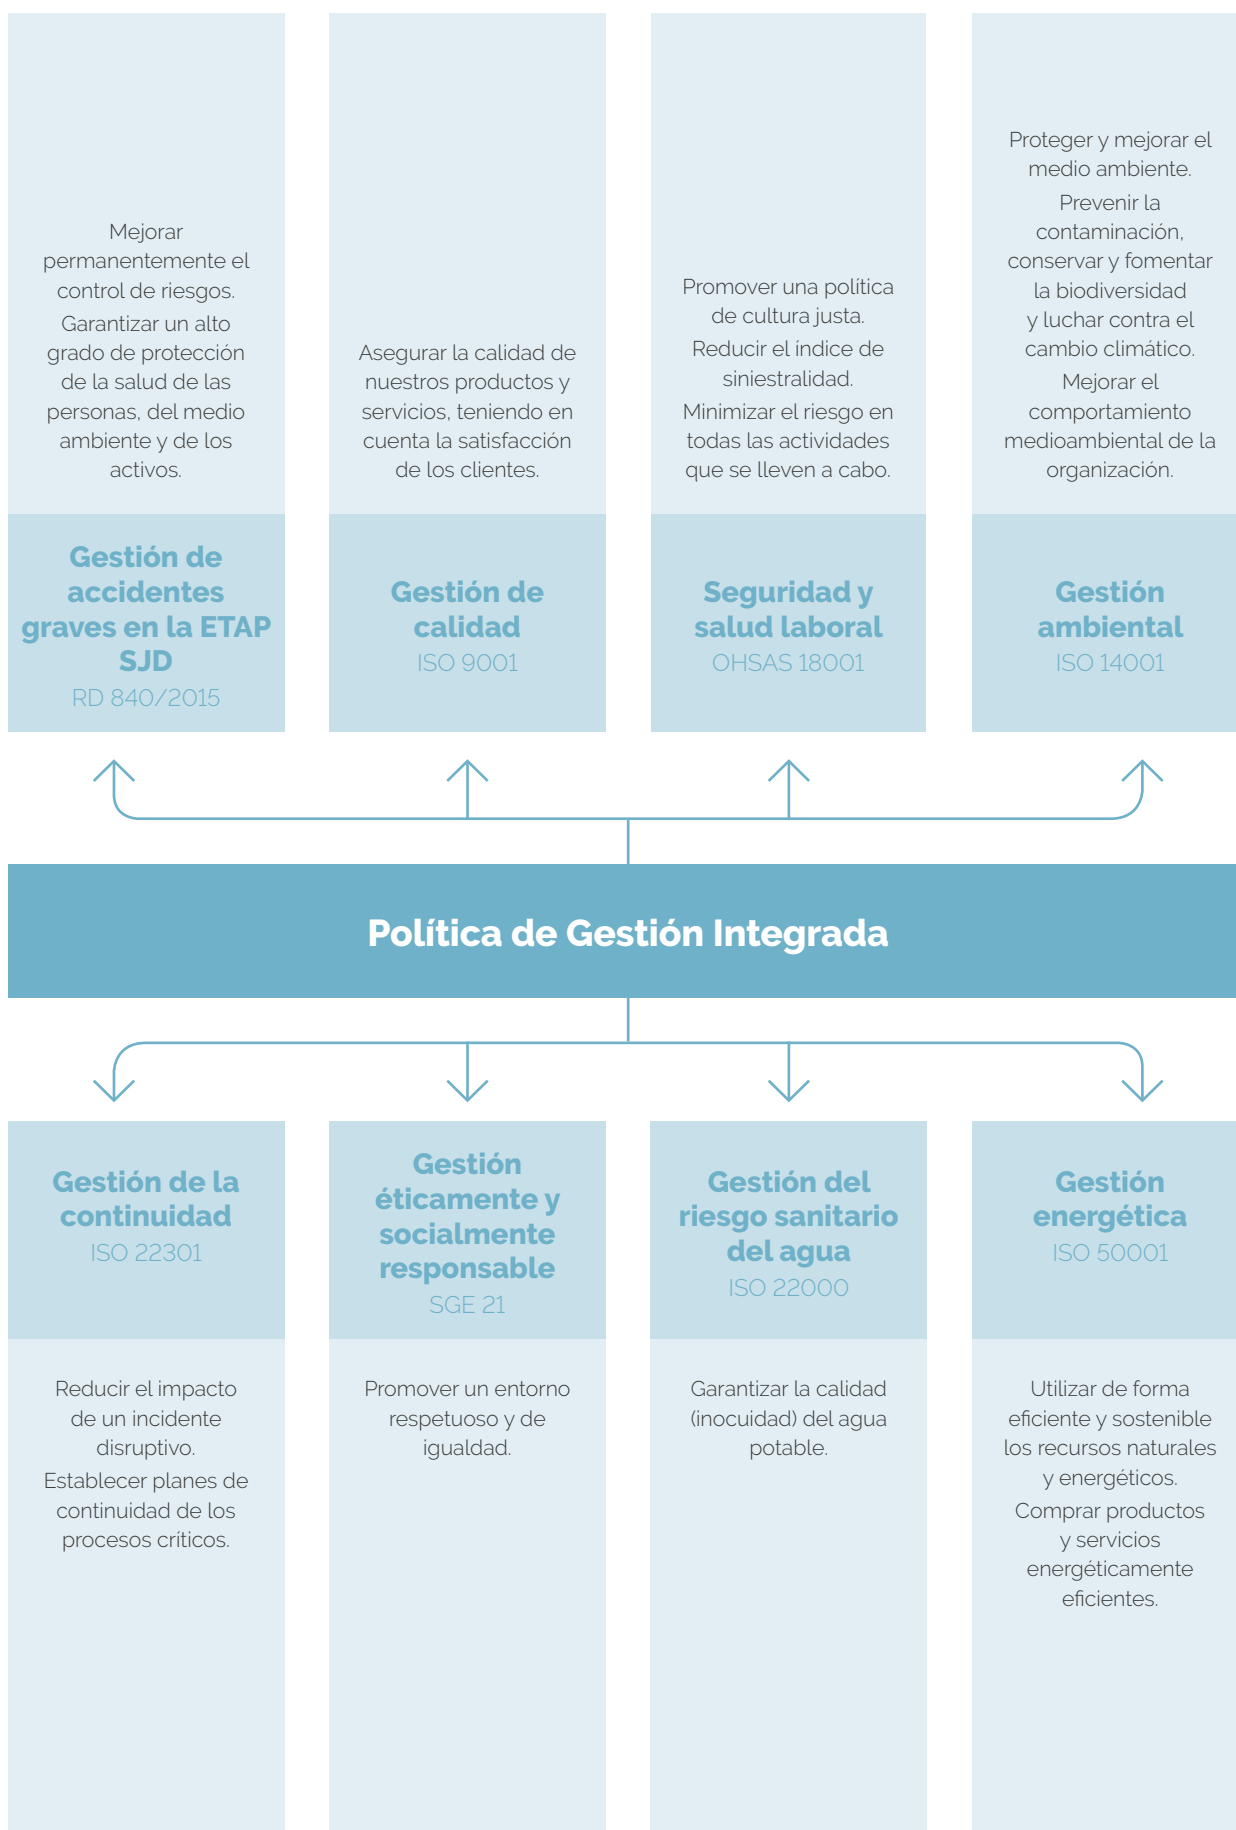 Mejorar
permanentemente el
control de riesgos.
Garantizar un alto
grado de protección
de la salud de las
personas, del medio
ambiente y de los
activos.
Gestión de
accidentes
graves en la ETAP
SJD
RD 840/2015
Asegurar la calidad de
nuestros productos y
servicios, teniendo en
cuenta la satisfacción
de los clientes.
Gestión de
calidad
ISO 9001
Promover una política
de cultura justa.
Reducir el índice de
siniestralidad.
Minimizar el riesgo en
todas las actividades
que se lleven a cabo.
Seguridad y
salud laboral
OHSAS 18001
Proteger y mejorar el
medio ambiente.
Prevenir la
contaminación,
conservar y fomentar
la biodiversidad
y luchar contra el
cambio climático.
Mejorar el
comportamiento
medioambiental de la
organización.
Gestión
ambiental
ISO 14001
Política de Gestión Integrada
Gestión de la
continuidad
ISO 22301
Reducir el impacto
de un incidente
disruptivo.
Establecer planes de
continuidad de los
procesos críticos.
Gestión
éticamente y
socialmente
responsable
SGE 21
Promover un entorno
respetuoso y de
igualdad.
Gestión del
riesgo sanitario
del agua
ISO 22000
Garantizar la calidad
(inocuidad) del agua
potable.
Gestión
energética
ISO 50001
Utilizar de forma
eficiente y sostenible
los recursos naturales
y energéticos.
Comprar productos
y servicios
energéticamente
eficientes.